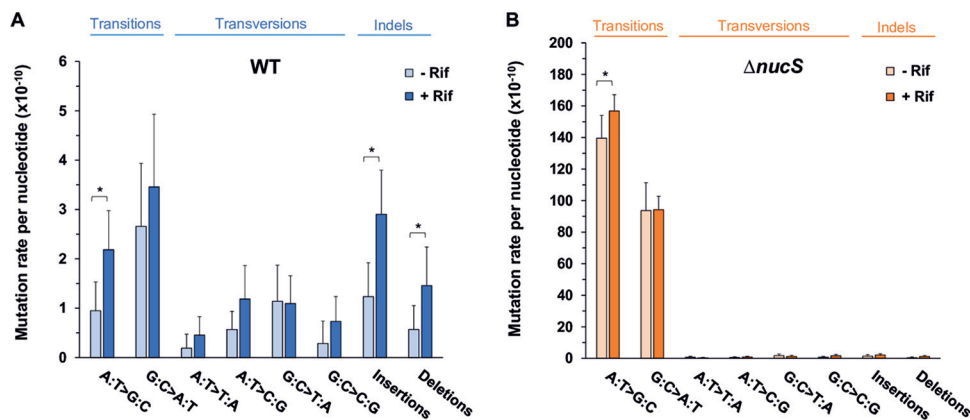 A
Transitions Transversions Indels
WT
- Rif
+ Rif
Mutation rate per nucleotide (x10⁻¹⁰)
6
5
4
3
2
1
0
*
*
*
A:T>G:C
G:C>A:T
A:T>T:A
A:T>C:G
G:C>T:A
G:C>C:G
Insertions
Deletions
B
Transitions Transversions Indels
ΔnucS
- Rif
+ Rif
Mutation rate per nucleotide (x10⁻¹⁰)
200
180
160
140
120
100
80
60
40
20
0
*
A:T>G:C
G:C>A:T
A:T>T:A
A:T>C:G
G:C>T:A
G:C>C:G
Insertions
Deletions